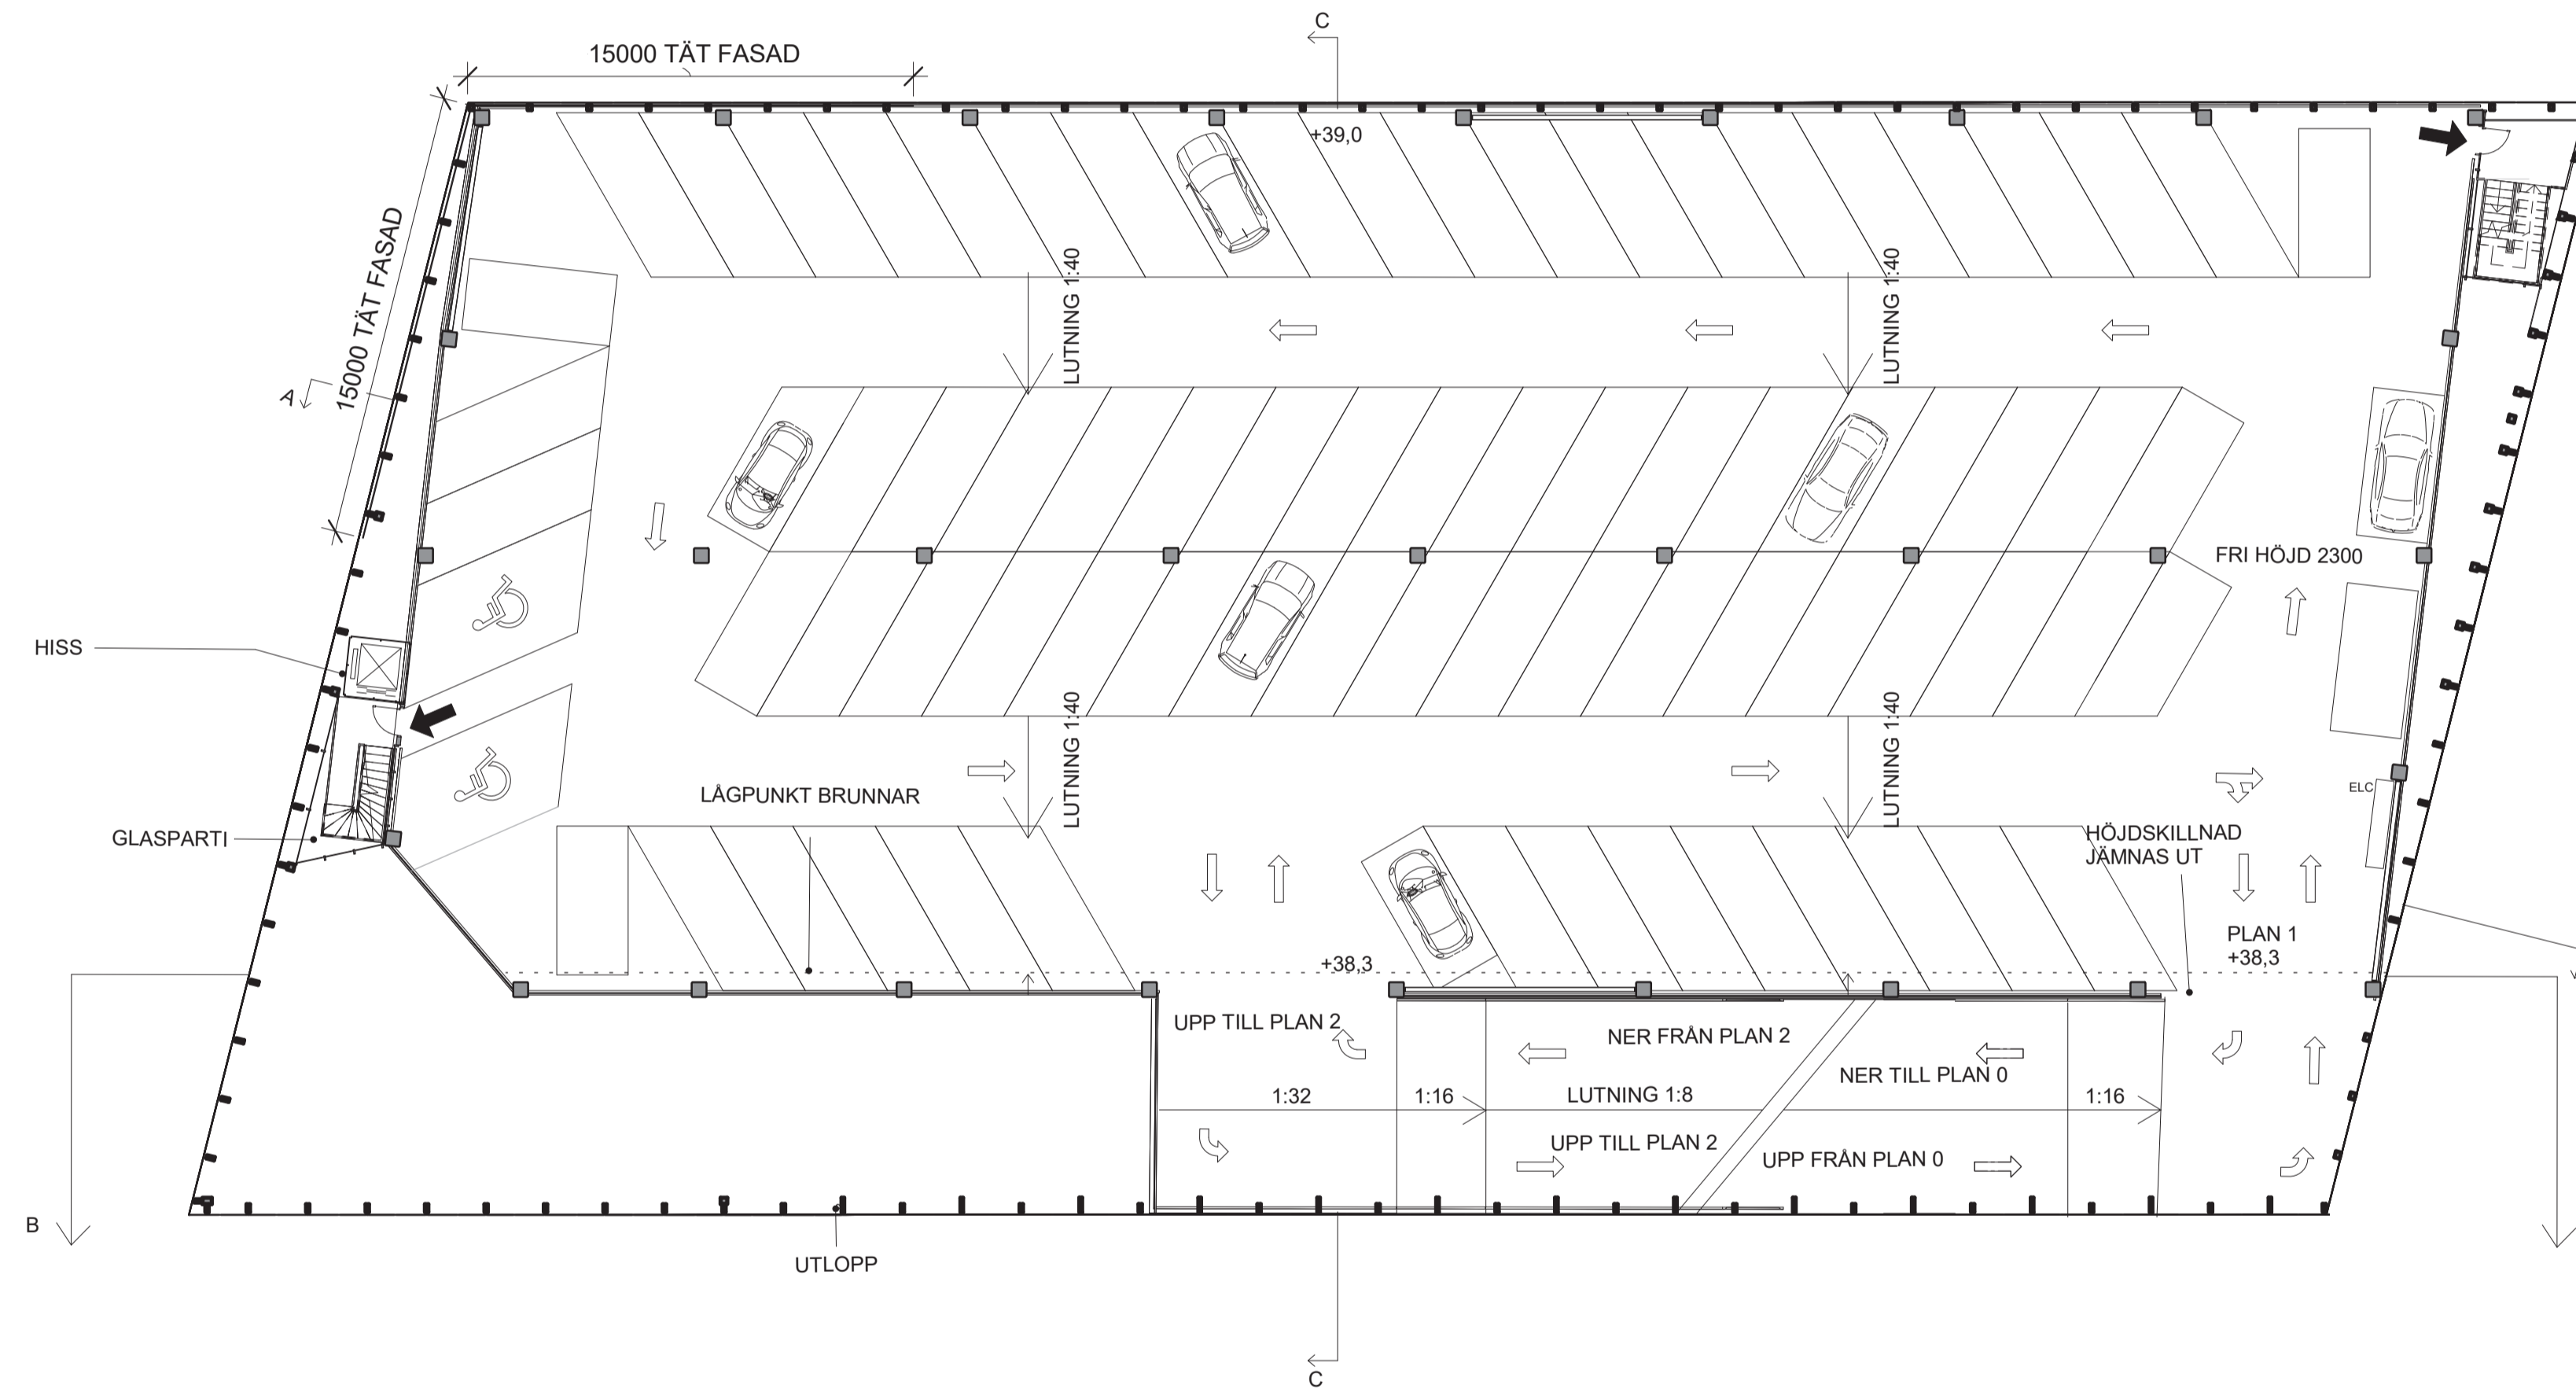 C
15000 TÄT FASAD
+39,0
15000 TÄT FASAD
LUTNING 1:40
LUTNING 1:40
A
FRI HÖJD 2300
HISS
LUTNING 1:40
LUTNING 1:40
LÅGPUNKT BRUNNAR
ELC
GLASPARTI
HÖJDSKILLNAD
JÄMNAS UT
PLAN 1
+38,3
+38,3
UPP TILL PLAN 2
NER FRÅN PLAN 2
NER TILL PLAN 0
1:32
1:16
LUTNING 1:8
1:16
UPP TILL PLAN 2
UPP FRÅN PLAN 0
B
UTLOPP
C